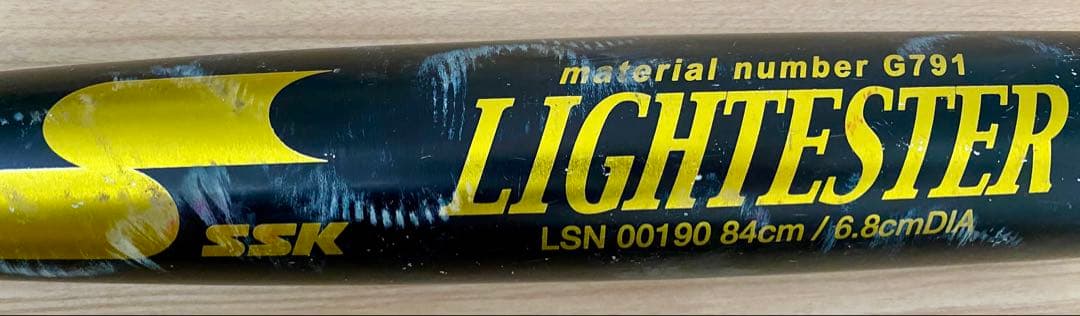 material number G791
LIGHTESTER
SSK
LSN 00190 84cm / 6.8cmDIA